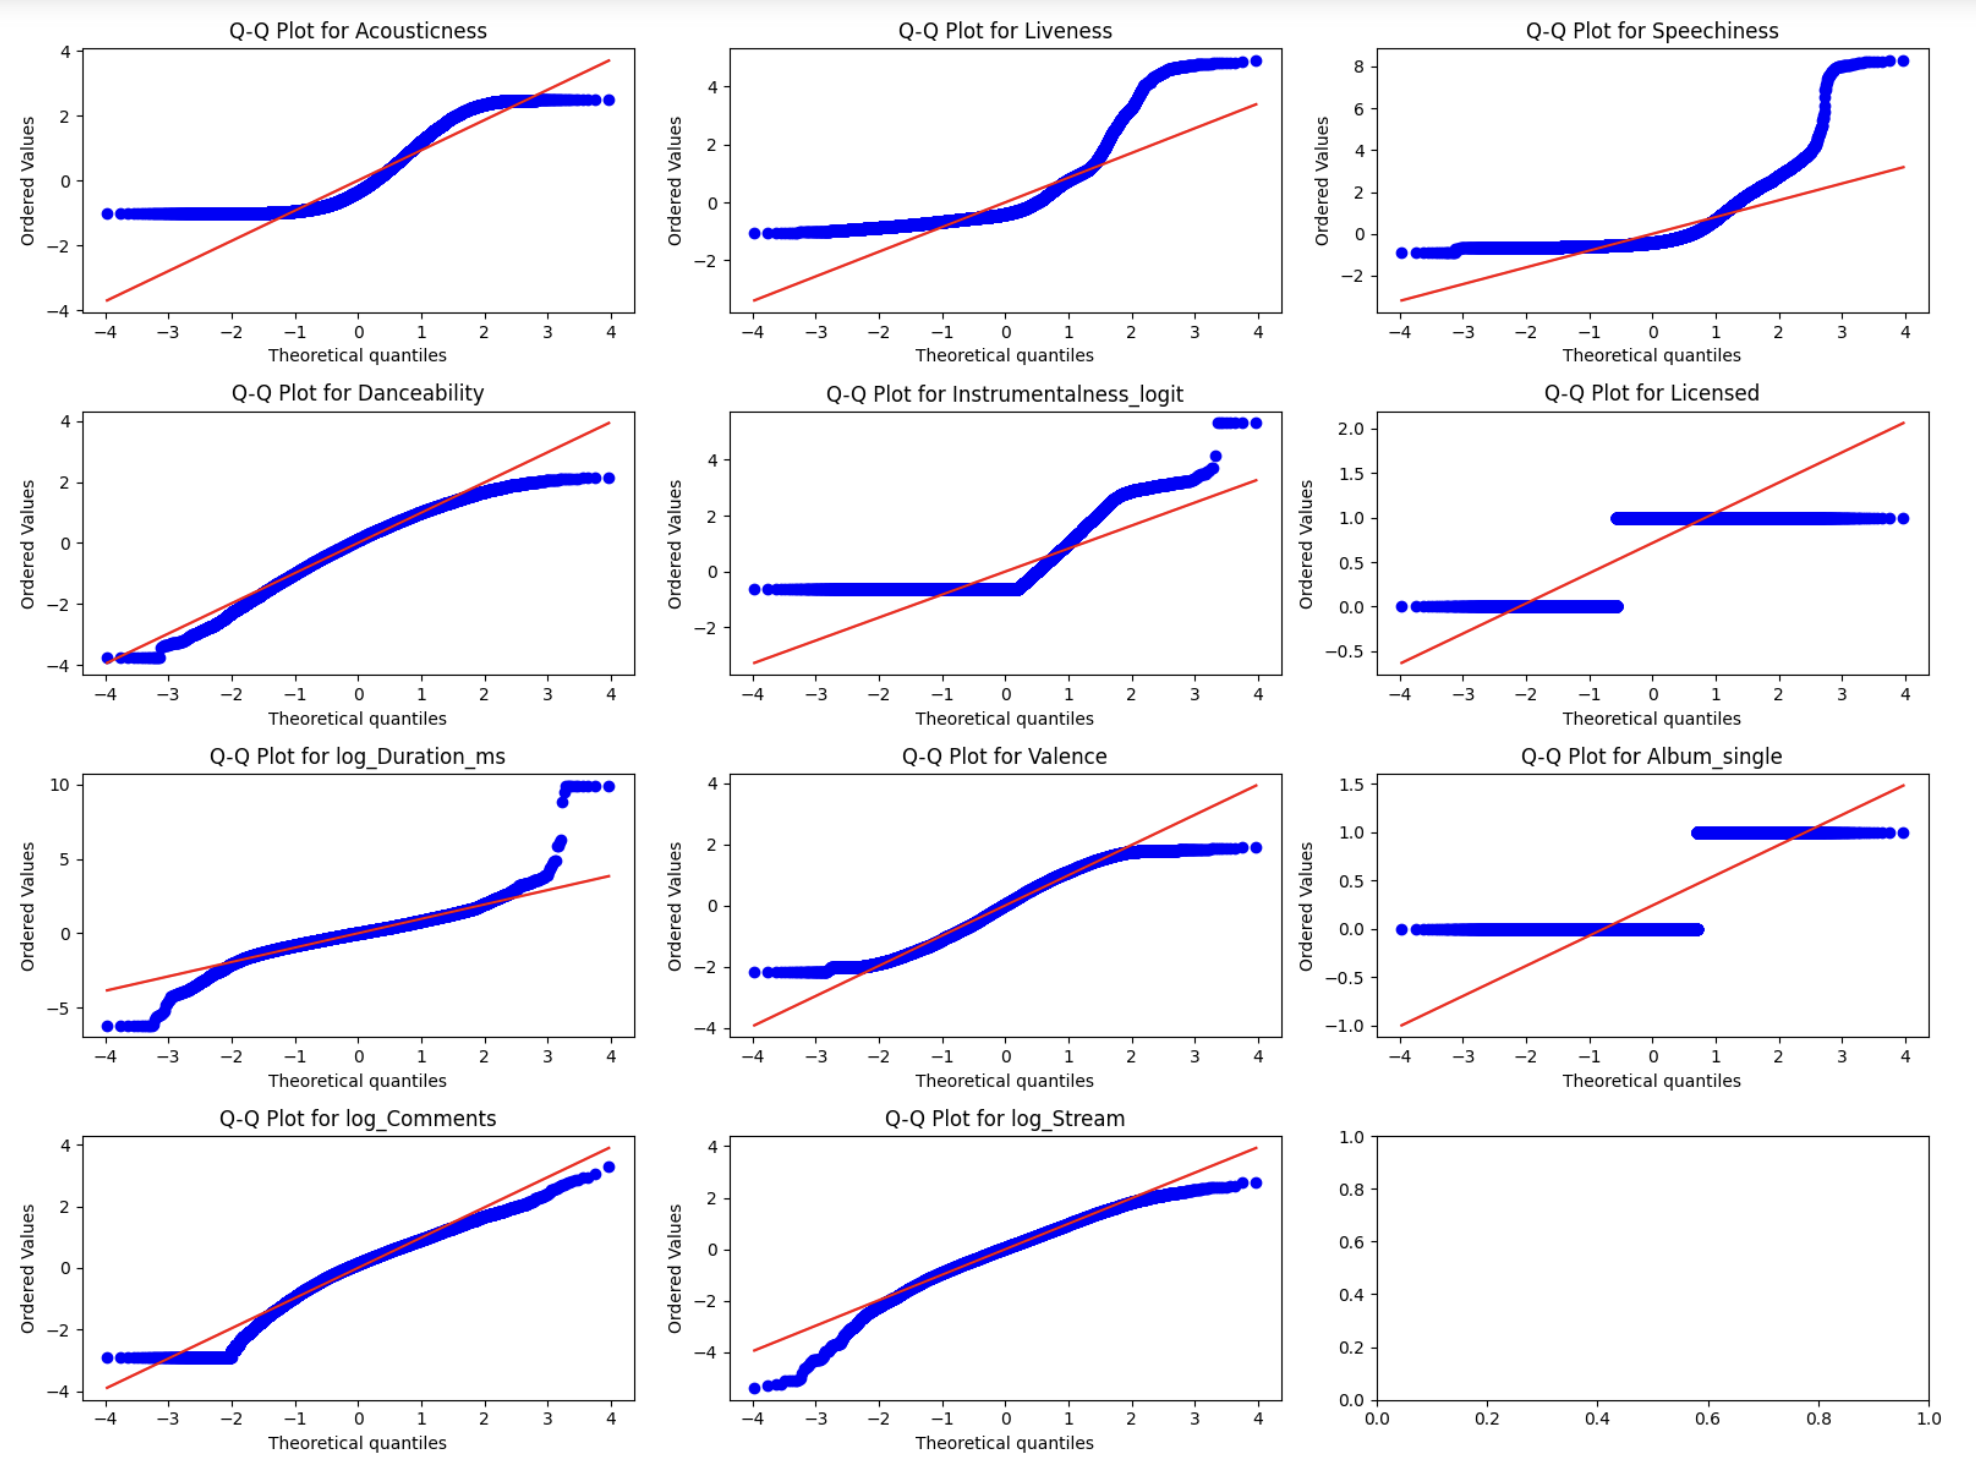 Q-Q Plot for Acousticness
Ordered Values
4
2
0
−2
−4
−4 −3 −2 −1 0 1 2 3 4
Theoretical quantiles
Q-Q Plot for Liveness
Ordered Values
4
2
0
−2
−4 −3 −2 −1 0 1 2 3 4
Theoretical quantiles
Q-Q Plot for Speechiness
Ordered Values
8
6
4
2
0
−2
−4 −3 −2 −1 0 1 2 3 4
Theoretical quantiles
Q-Q Plot for Danceability
Ordered Values
4
2
0
−2
−4
−4 −3 −2 −1 0 1 2 3 4
Theoretical quantiles
Q-Q Plot for Instrumentalness_logit
Ordered Values
4
2
0
−2
−4 −3 −2 −1 0 1 2 3 4
Theoretical quantiles
Q-Q Plot for Licensed
Ordered Values
2.0
1.5
1.0
0.5
0.0
−0.5
−4 −3 −2 −1 0 1 2 3 4
Theoretical quantiles
Q-Q Plot for log_Duration_ms
Ordered Values
10
5
0
−5
−4 −3 −2 −1 0 1 2 3 4
Theoretical quantiles
Q-Q Plot for Valence
Ordered Values
4
2
0
−2
−4
−4 −3 −2 −1 0 1 2 3 4
Theoretical quantiles
Q-Q Plot for Album_single
Ordered Values
1.5
1.0
0.5
0.0
−0.5
−1.0
−4 −3 −2 −1 0 1 2 3 4
Theoretical quantiles
Q-Q Plot for log_Comments
Ordered Values
4
2
0
−2
−4
−4 −3 −2 −1 0 1 2 3 4
Theoretical quantiles
Q-Q Plot for log_Stream
Ordered Values
4
2
0
−2
−4
−4 −3 −2 −1 0 1 2 3 4
Theoretical quantiles
1.0
0.8
0.6
0.4
0.2
0.0
0.0 0.2 0.4 0.6 0.8 1.0